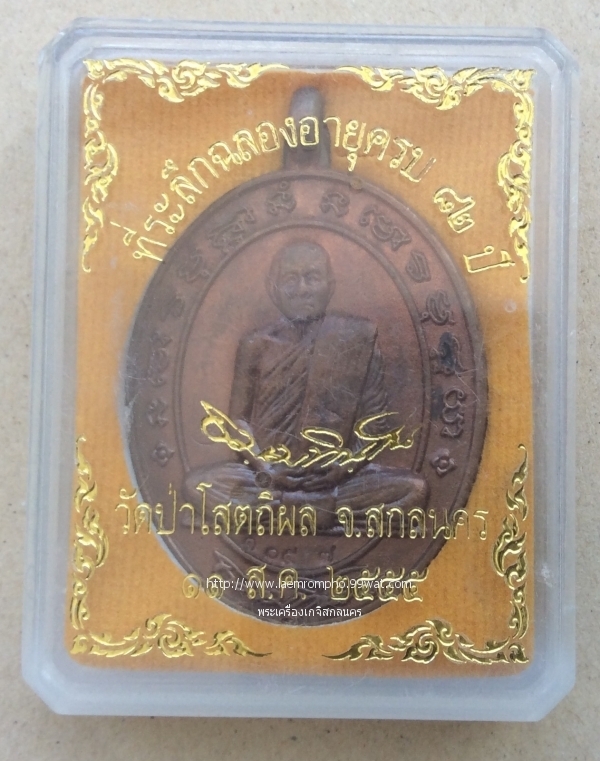 ที่ระลึกฉลองอายุครบ ๘๒ ปี
วัดป่าโสตถิผล จ.สกลนคร
๑๑ ส.ค. ๒๕๕๕
http://www.laemrompho.99wat.com/
พระเครื่องเกจิสกลนคร